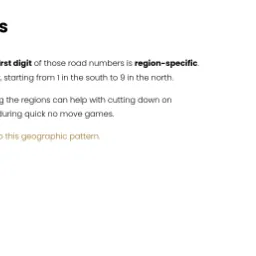 s
rst digit of those road numbers is region-specific.
, starting from 1 in the south to 9 in the north.
g the regions can help with cutting down on
during quick no move games.
o this geographic pattern.